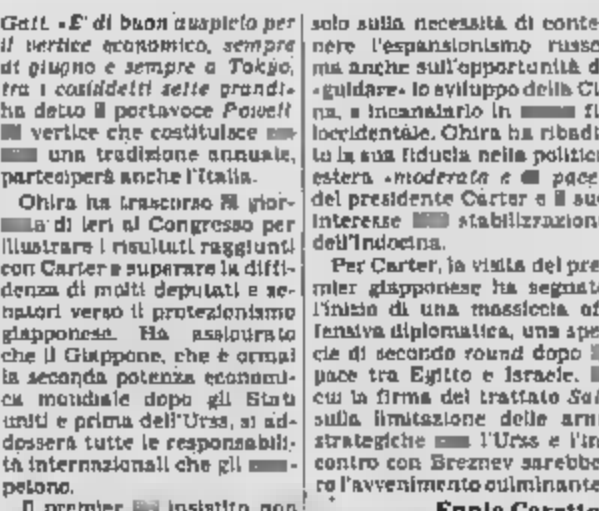 Gatt. «E' di buon auspicio per
il vertice economico, sempre
di giugno e sempre a Tokyo,
tra i cosiddetti sette grandi»
ha detto il portavoce Powell
vertice che costituisce
una tradizione annuale,
parteciperà anche l'Italia.
Ohira ha trascorso gior-
di ieri al Congresso per
illustrare i risultati raggiunti
con Carter e superare la diffi-
denza di molti deputati e se-
natori verso il protezionismo
giapponese. Ha assicurato
che il Giappone, che è ormai
la seconda potenza economi-
ca mondiale dopo gli Stati
uniti e prima dell'Urss, si ad-
dosserà tutte le responsabili-
tà internazionali che gli
petono.
Il premier insistito non
solo sulla necessità di conte
nere l'espansionismo russo
ma anche sull'opportunità d
«guidare» lo sviluppo della Ci
na, a incanalarlo in fi
loccidentale. Ohira ha ribadi
to la sua fiducia nella politica
estera «moderata e pace
del presidente Carter e il suo
interesse stabilizzazione
dell'Indocina.
Per Carter, la visita del pre
mier giapponese ha segnato
l'inizio di una massiccia of
fensiva diplomatica, una spe
cie di secondo round dopo
pace tra Egitto e Israele.
cui la firma del trattato Sal
sulla limitazione delle arm
strategiche l'Urss e l'in
contro con Breznev sarebbe
ro l'avvenimento culminante
Ennio Caretto